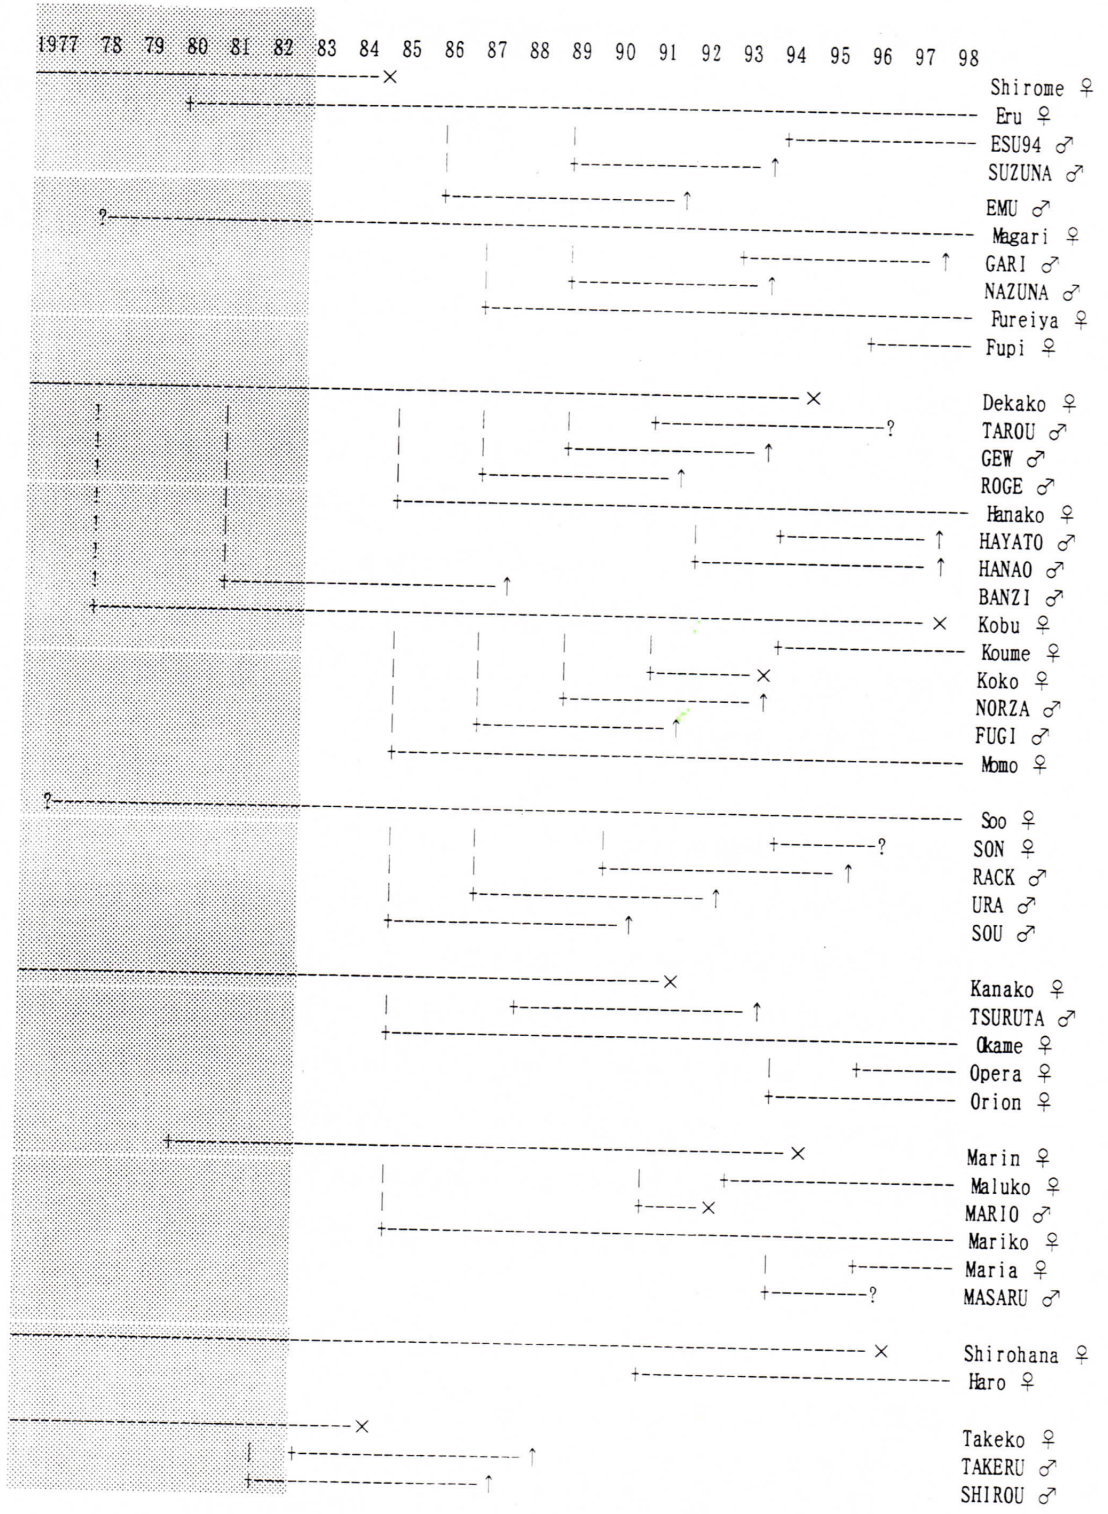 1977 78 79 80 81 82 83 84 85 86 87 88 89 90 91 92 93 94 95 96 97 98
Shirome ♀
Eru ♀
ESU94 ♂
SUZUNA ♂
EMU ♂
?
Magari ♀
GARI ♂
NAZUNA ♂
Fureiya ♀
Fupi ♀
Dekako ♀
TAROU ♂
?
GEW ♂
ROGE ♂
Hanako ♀
HAYATO ♂
HANAO ♂
BANZI ♂
Kobu ♀
Koume ♀
Koko ♀
NORZA ♂
FUGI ♂
Momo ♀
?
Soo ♀
?
SON ♀
RACK ♂
URA ♂
SOU ♂
Kanako ♀
TSURUTA ♂
Okame ♀
Opera ♀
Orion ♀
Marin ♀
Maluko ♀
MARIO ♂
Mariko ♀
Maria ♀
?
MASARU ♂
Shirohana ♀
Haro ♀
Takeko ♀
TAKERU ♂
SHIROU ♂